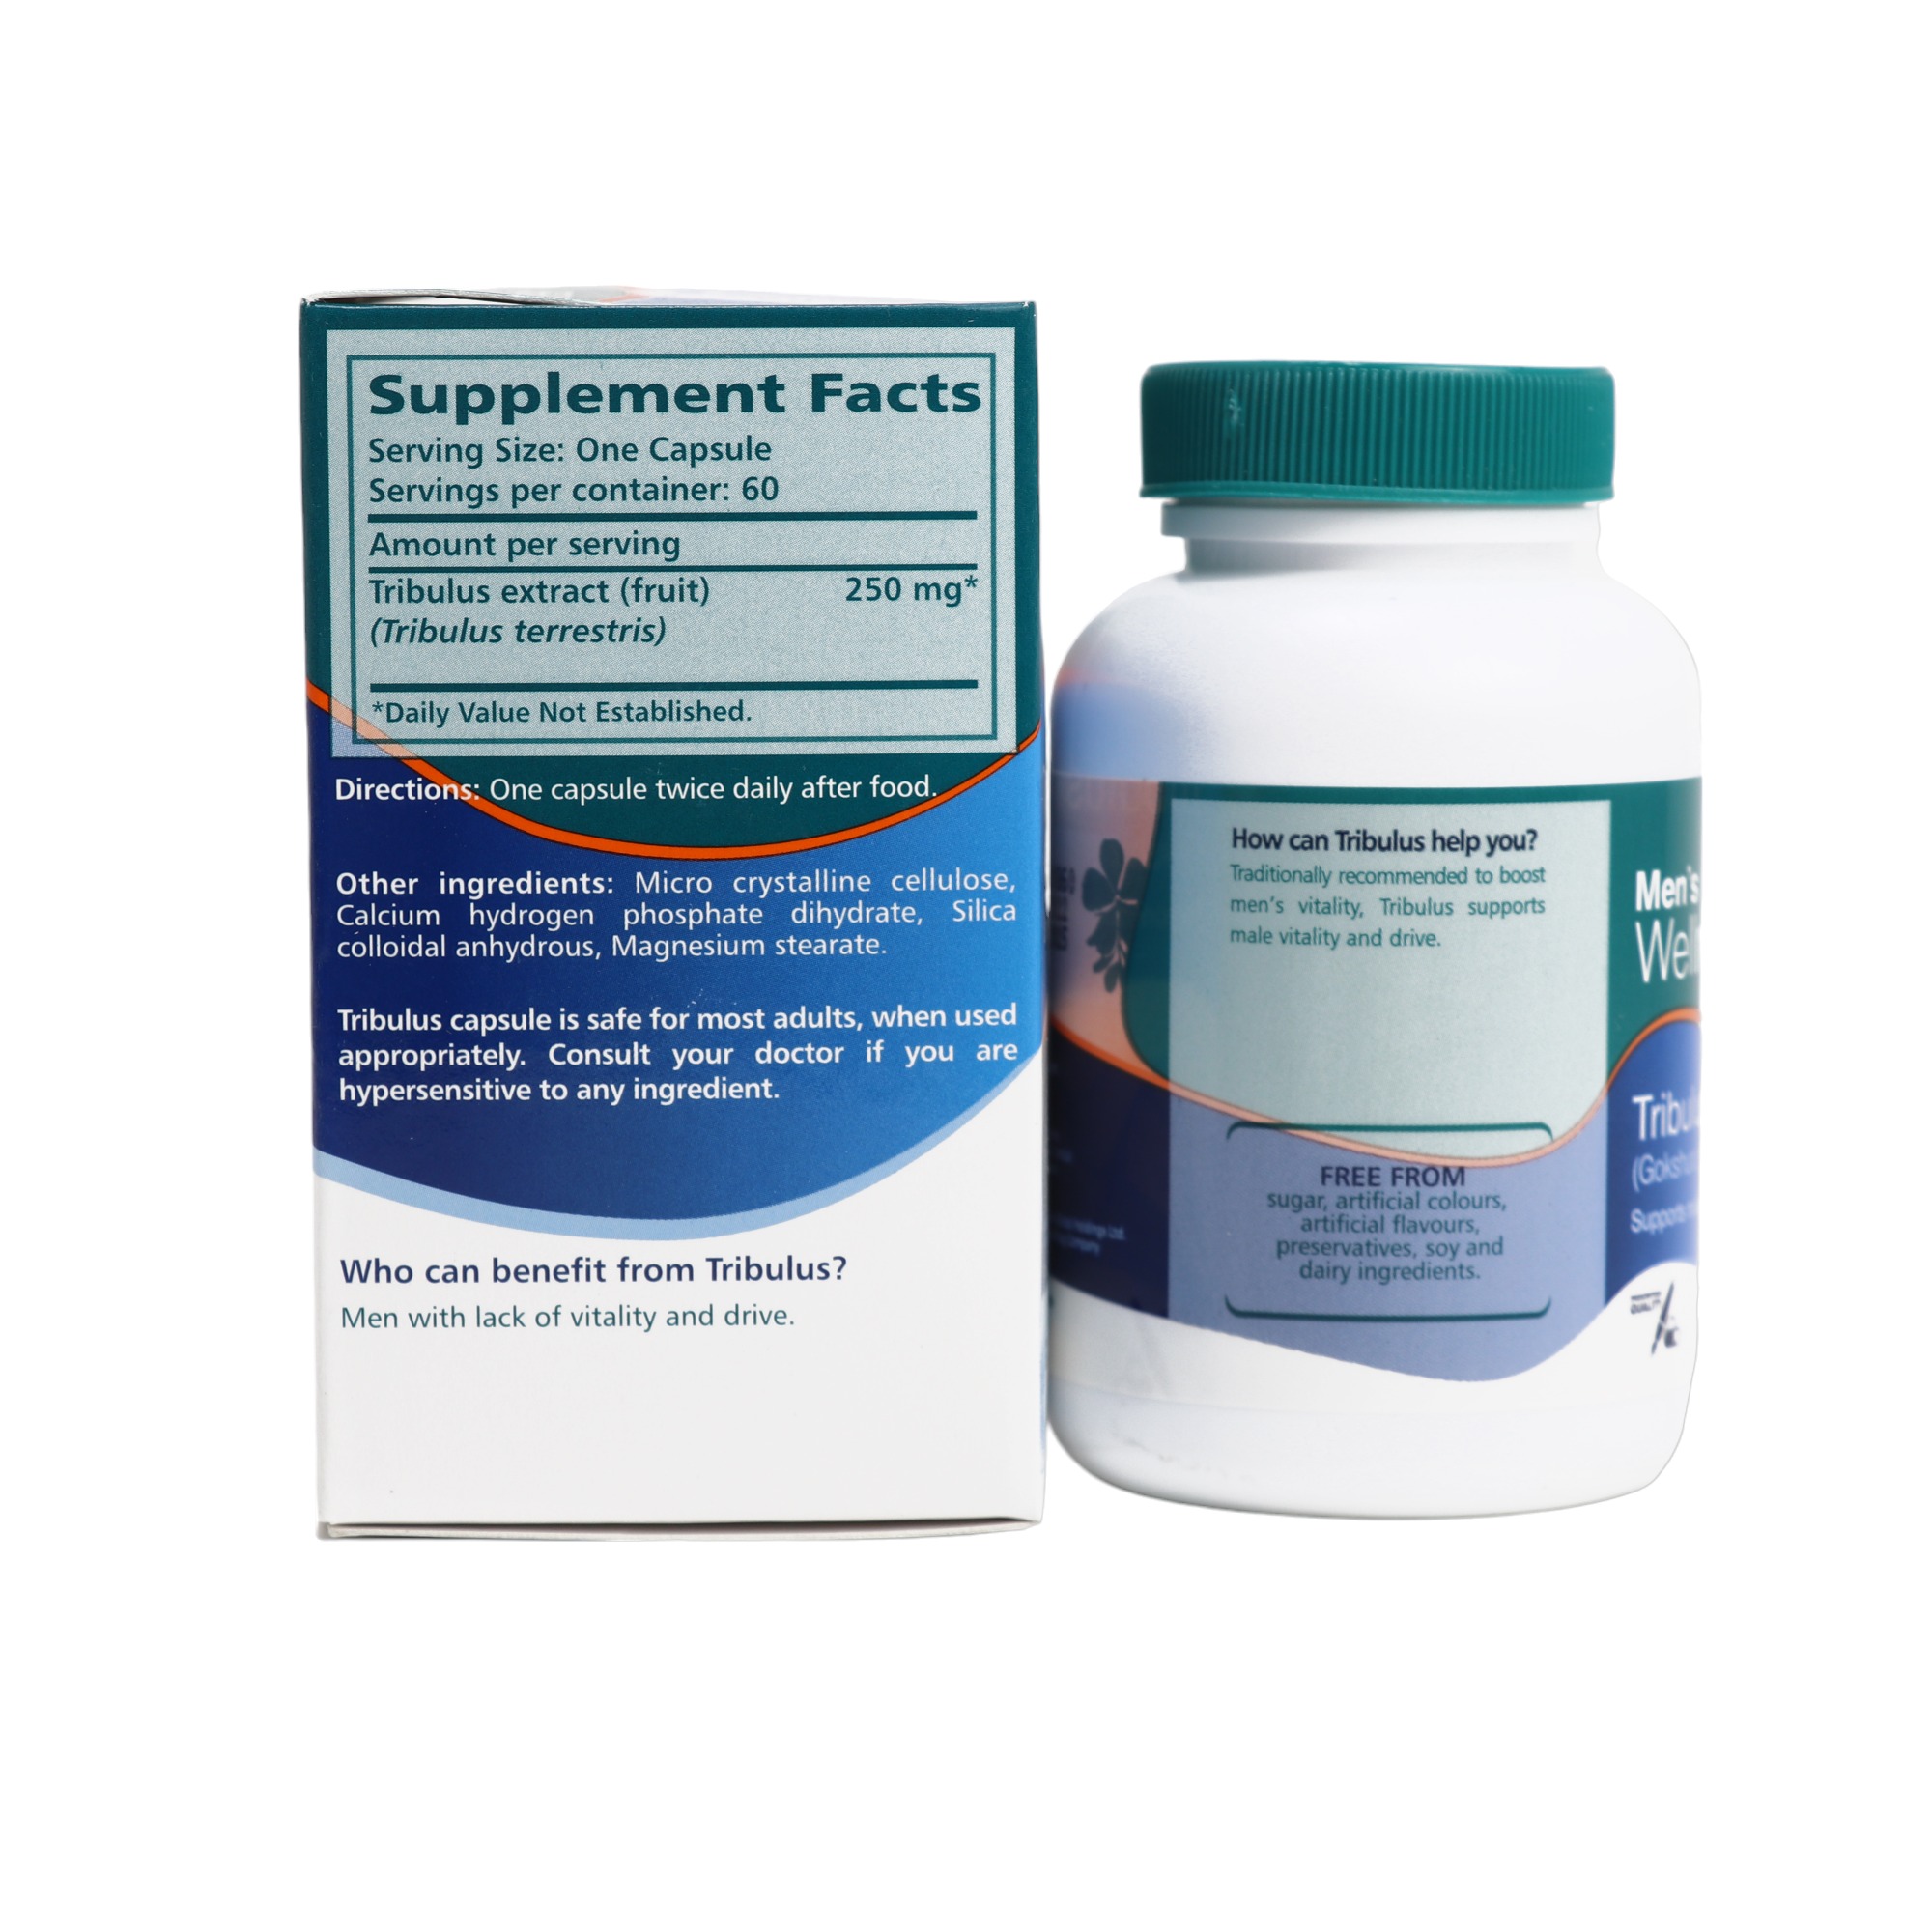 Supplement Facts
Serving Size: One Capsule
Servings per container: 60
Amount per serving
Tribulus extract (fruit) 250 mg*
(Tribulus terrestris)
*Daily Value Not Established.
Directions: One capsule twice daily after food.
Other ingredients: Micro crystalline cellulose,
Calcium hydrogen phosphate dihydrate, Silica
colloidal anhydrous, Magnesium stearate.
Tribulus capsule is safe for most adults, when used
appropriately. Consult your doctor if you are
hypersensitive to any ingredient.
Who can benefit from Tribulus?
Men with lack of vitality and drive.
How can Tribulus help you?
Traditionally recommended to boost
men's vitality, Tribulus supports
male vitality and drive.
FREE FROM
sugar, artificial colours,
artificial flavours,
preservatives, soy and
dairy ingredients.
Men's
Supports
QUALITY